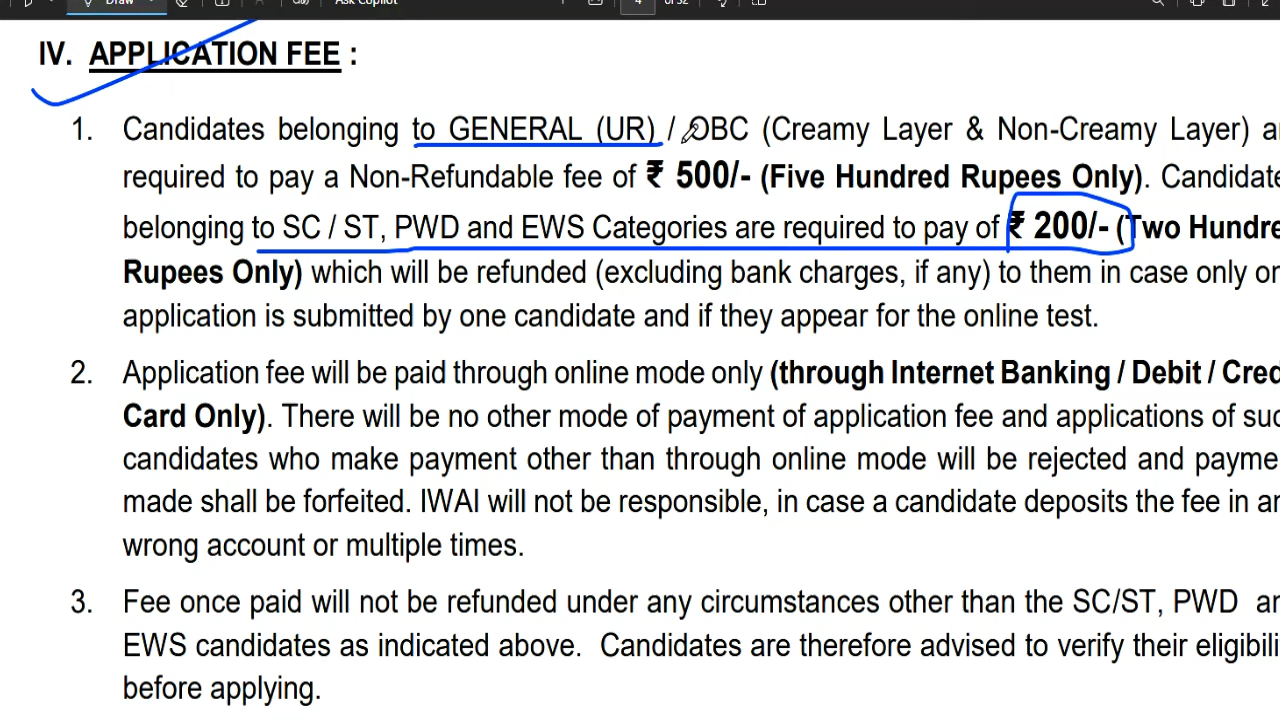 Draw
Ask Copilot
4 of 32
IV. APPLICATION FEE :
1. Candidates belonging to GENERAL (UR) / OBC (Creamy Layer & Non-Creamy Layer) a
required to pay a Non-Refundable fee of ₹ 500/- (Five Hundred Rupees Only). Candidate
belonging to SC / ST, PWD and EWS Categories are required to pay of ₹ 200/- (Two Hundre
Rupees Only) which will be refunded (excluding bank charges, if any) to them in case only o
application is submitted by one candidate and if they appear for the online test.
2. Application fee will be paid through online mode only (through Internet Banking / Debit / Cred
Card Only). There will be no other mode of payment of application fee and applications of suc
candidates who make payment other than through online mode will be rejected and payme
made shall be forfeited. IWAI will not be responsible, in case a candidate deposits the fee in a
wrong account or multiple times.
3. Fee once paid will not be refunded under any circumstances other than the SC/ST, PWD a
EWS candidates as indicated above. Candidates are therefore advised to verify their eligibili
before applying.